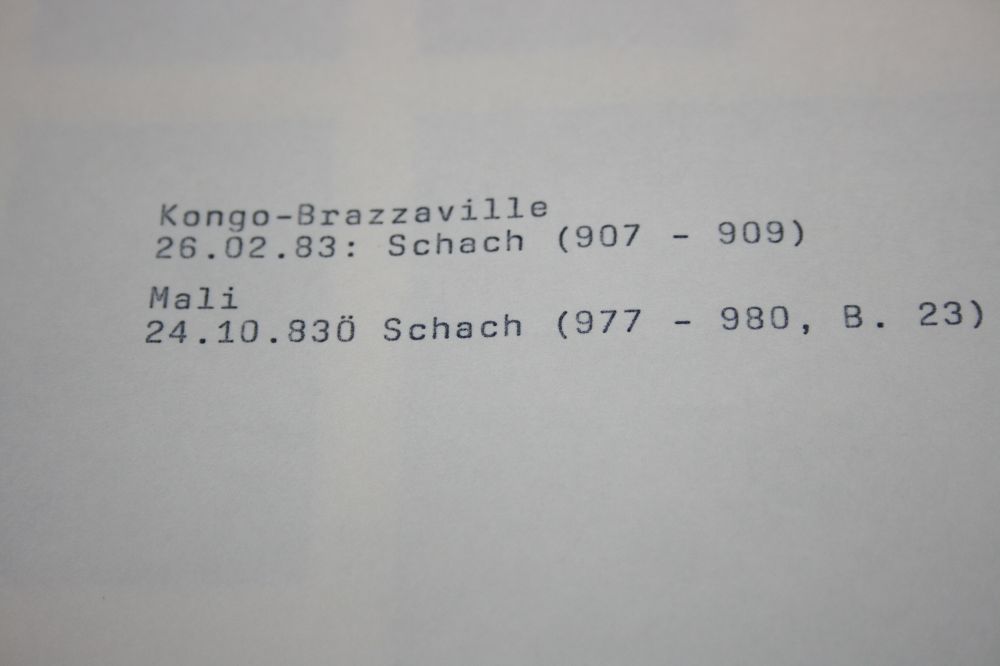 Kongo-Brazzaville
26.02.83: Schach (907 - 909)
Mali
24.10.83Ö Schach (977 - 980, B. 23)